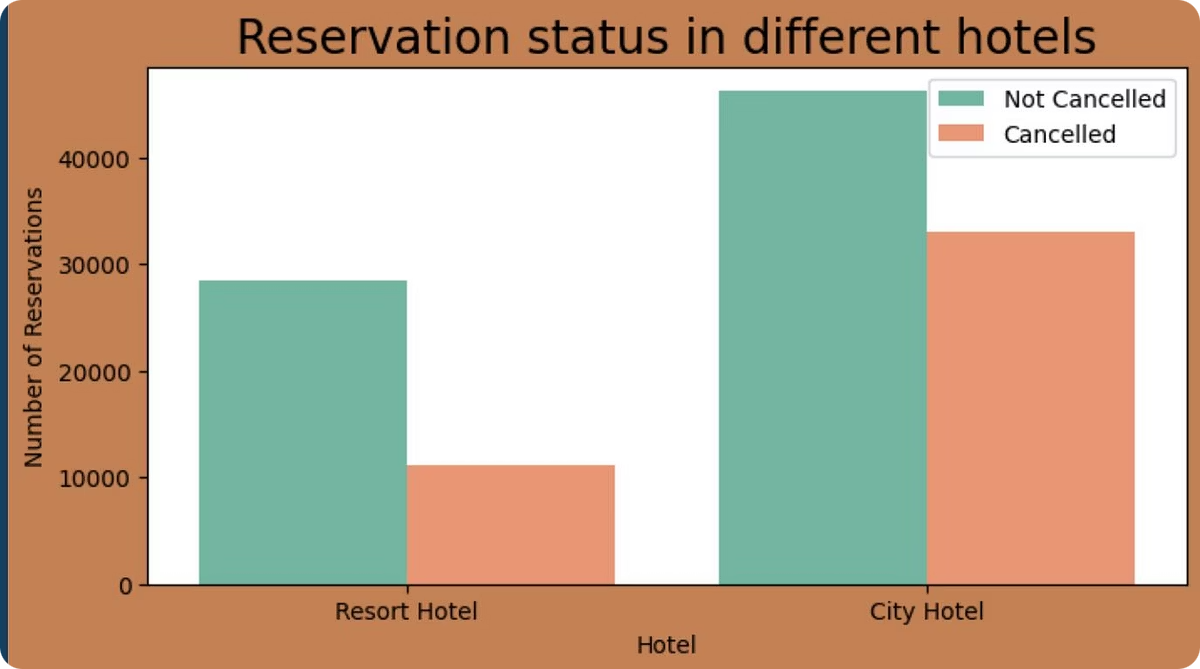 Reservation status in different hotels
Not Cancelled
Cancelled
40000
30000
20000
10000
0
Number of Reservations
Resort Hotel
City Hotel
Hotel